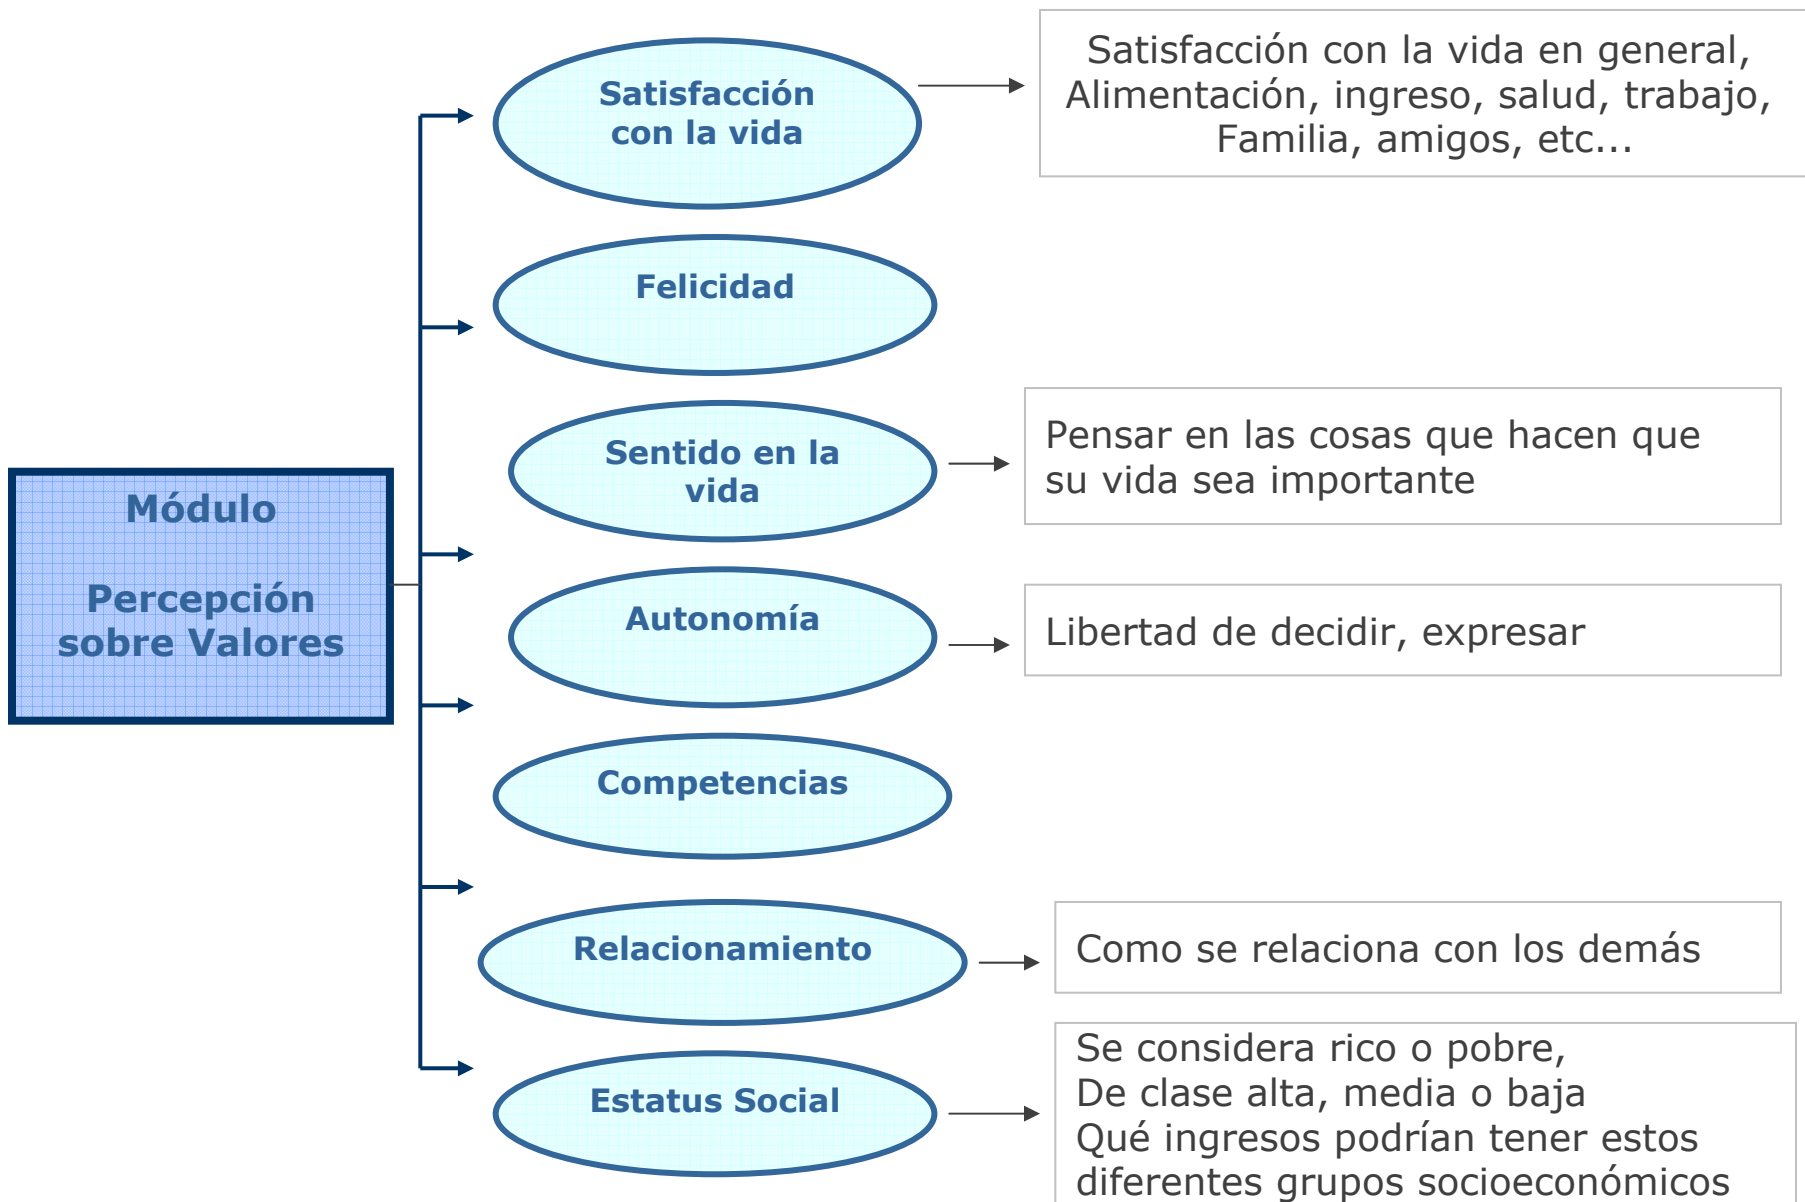 Módulo
Percepción
sobre Valores
Satisfacción
con la vida
Satisfacción con la vida en general,
Alimentación, ingreso, salud, trabajo,
Familia, amigos, etc...
Felicidad
Sentido en la
vida
Pensar en las cosas que hacen que
su vida sea importante
Autonomía
Libertad de decidir, expresar
Competencias
Relacionamiento
Como se relaciona con los demás
Estatus Social
Se considera rico o pobre,
De clase alta, media o baja
Qué ingresos podrían tener estos
diferentes grupos socioeconómicos